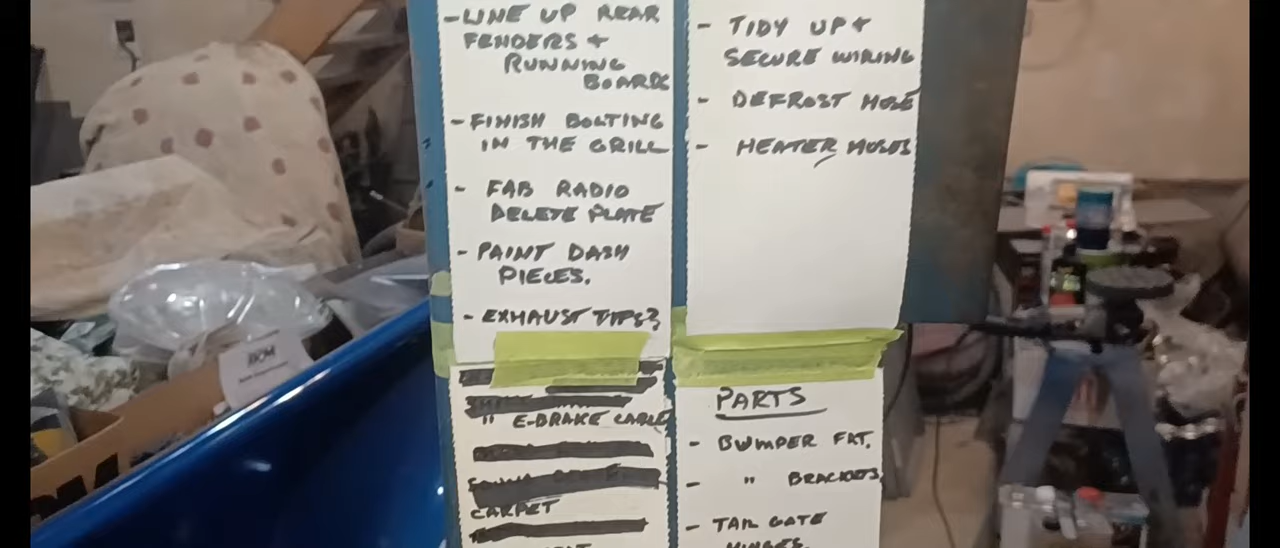 - LINE UP REAR
FENDERS +
RUNNING
BOARDS
- FINISH BOLTING
IN THE GRILL
- FAB RADIO
DELETE PLATE
- PAINT DASH
PIECES.
- EXHAUST TIPS?
- TIDY UP +
SECURE WIRING
- DEFROST HOSE
- HEATER HOSES
" E-BRAKE CABLE
CARPET
PARTS
- BUMPER FRT.
- " BRACKETS
- TAIL GATE
HINGES.